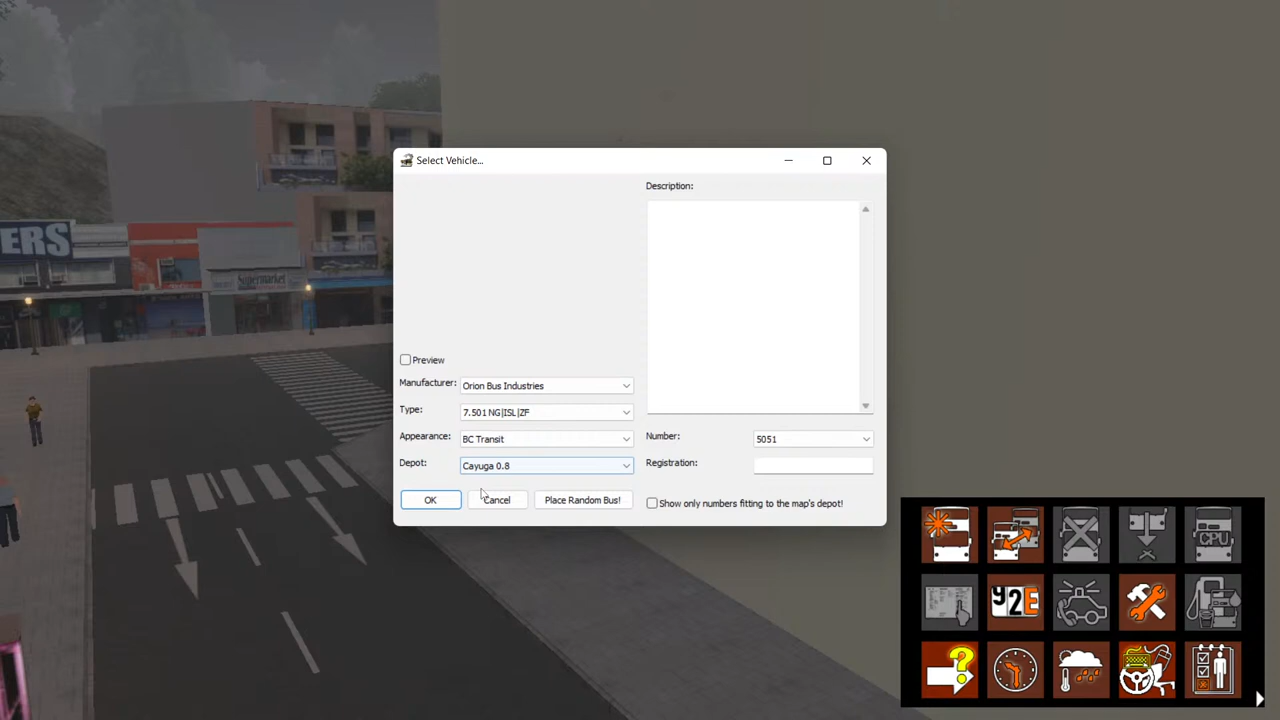 Select Vehicle...
Description:
Preview
Manufacturer: Orion Bus Industries
Type: 7.501 NG|ISL|ZF
Appearance: BC Transit
Number: 5051
Depot: Cayuga 0.8
Registration:
OK
Cancel
Place Random Bus!
Show only numbers fitting to the map's depot!
ERS
Supermarket
CPU
92E